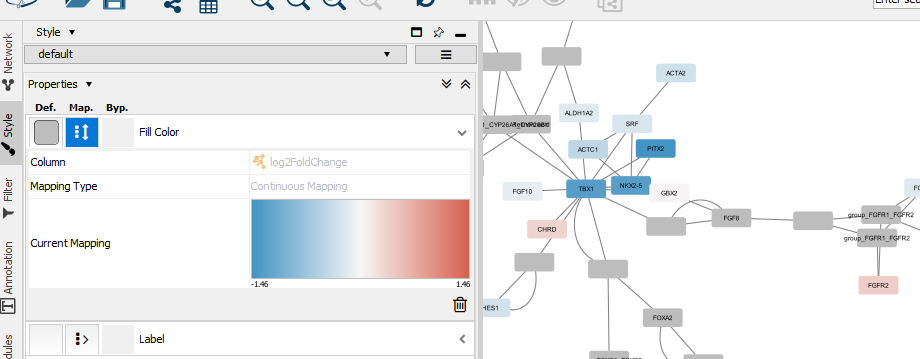 Enter sea
Network
Style
Filter
Annotation
dules
Style
default
Properties
Def. Map. Byp.
Fill Color
Column log2FoldChange
Mapping Type Continuous Mapping
Current Mapping
-1.46 1.46
Label
ACTA2
ALDH1A2
SRF
ACTC1
PITX2
FGF10
TBX1
NKX2-5
GBX2
CHRD
FGF8
group_FGFR1_FGFR2
group_FGFR1_FGFR2
FGFR2
HES1
FOXA2